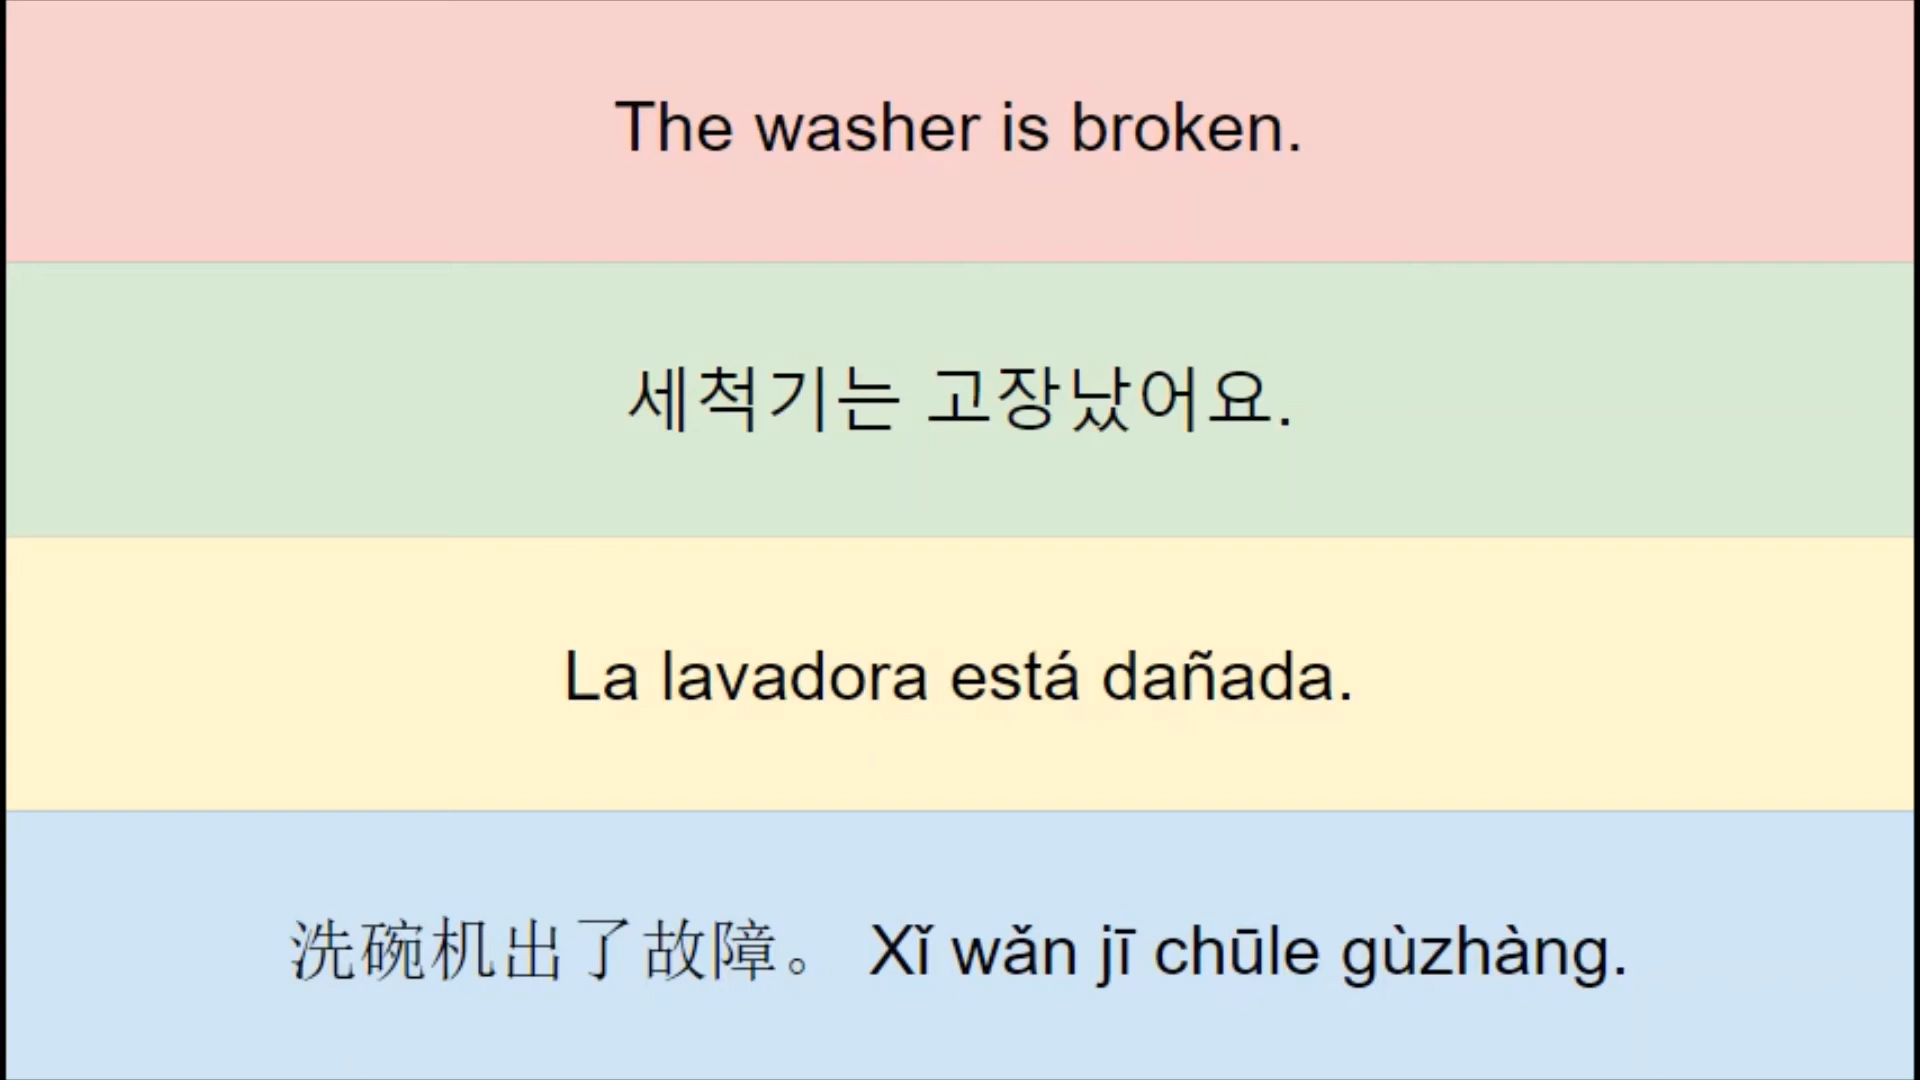 The washer is broken.
세척기는 고장났어요.
La lavadora está dañada.
洗碗机出了故障。 Xǐ wǎn jī chūle gùzhàng.